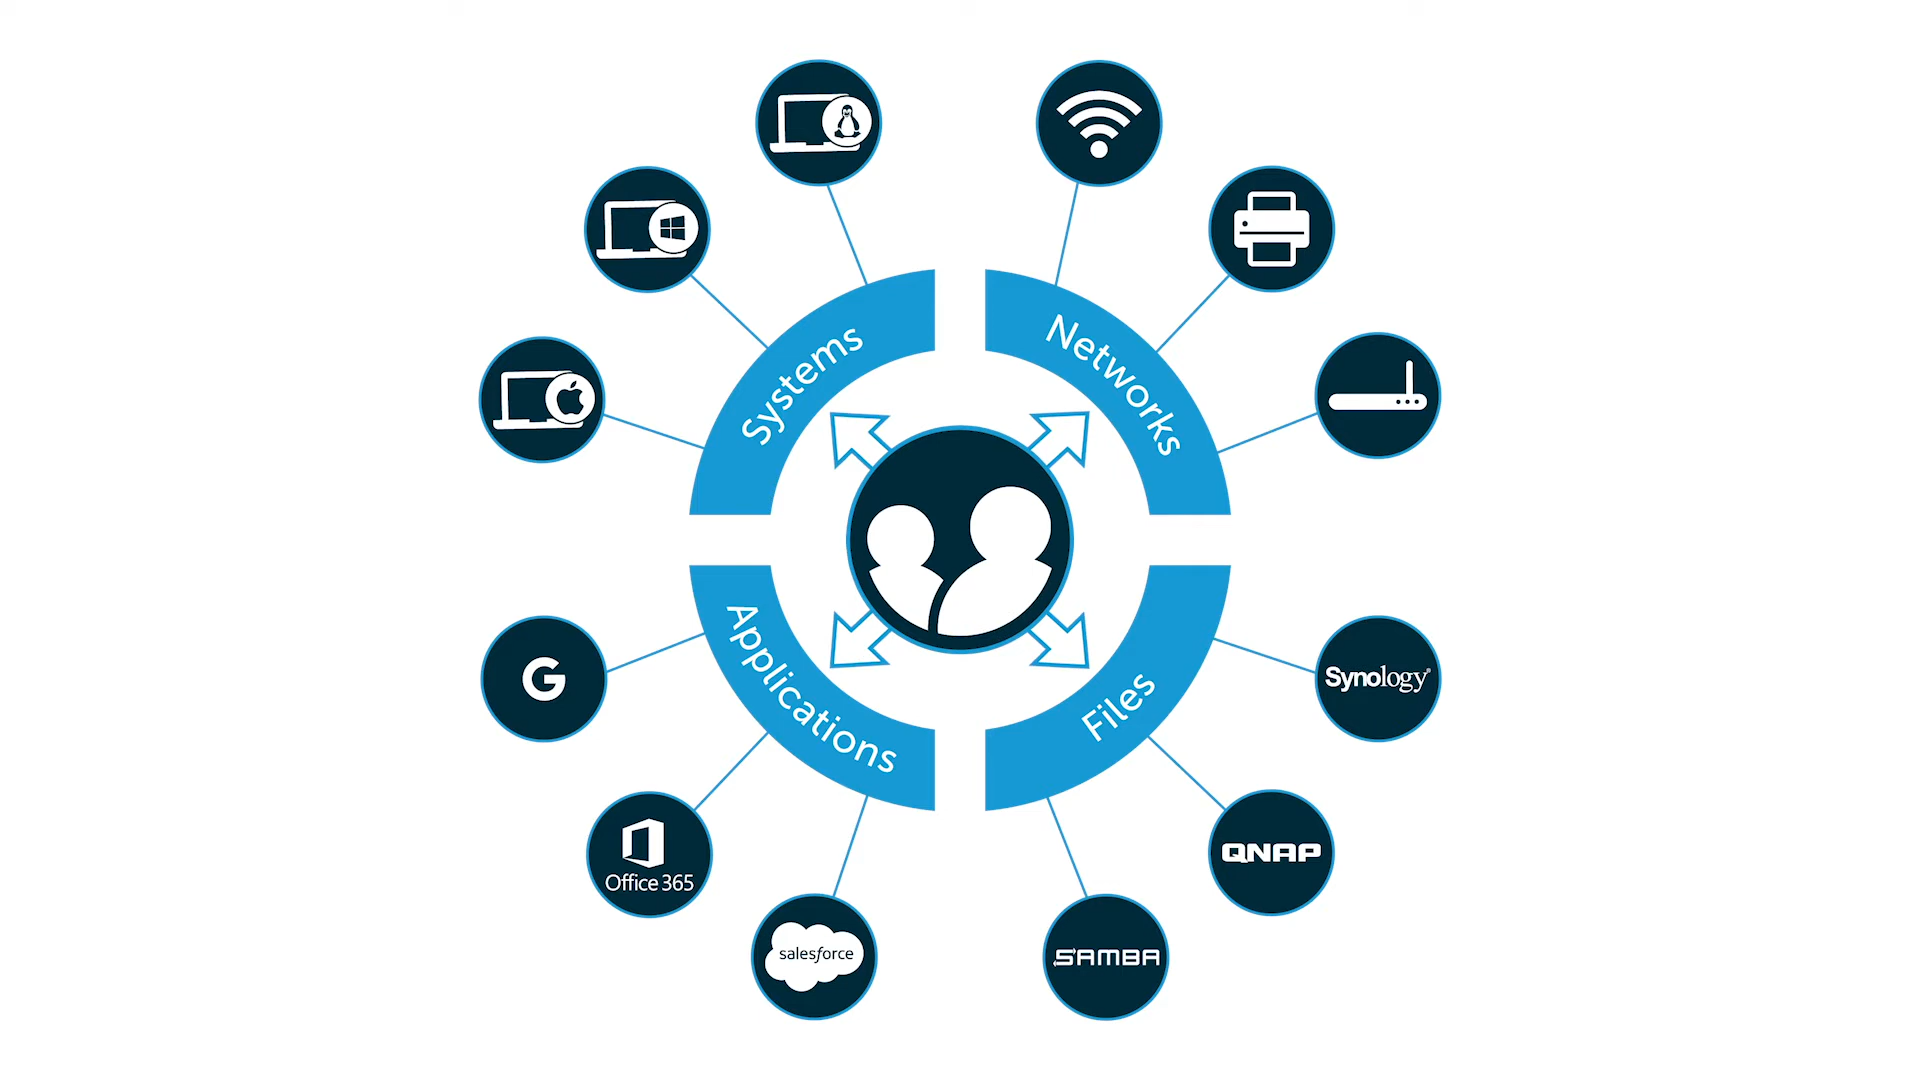 Systems
Networks
Applications
Files
G
Office 365
salesforce
Synology®
QNAP
SAMBA